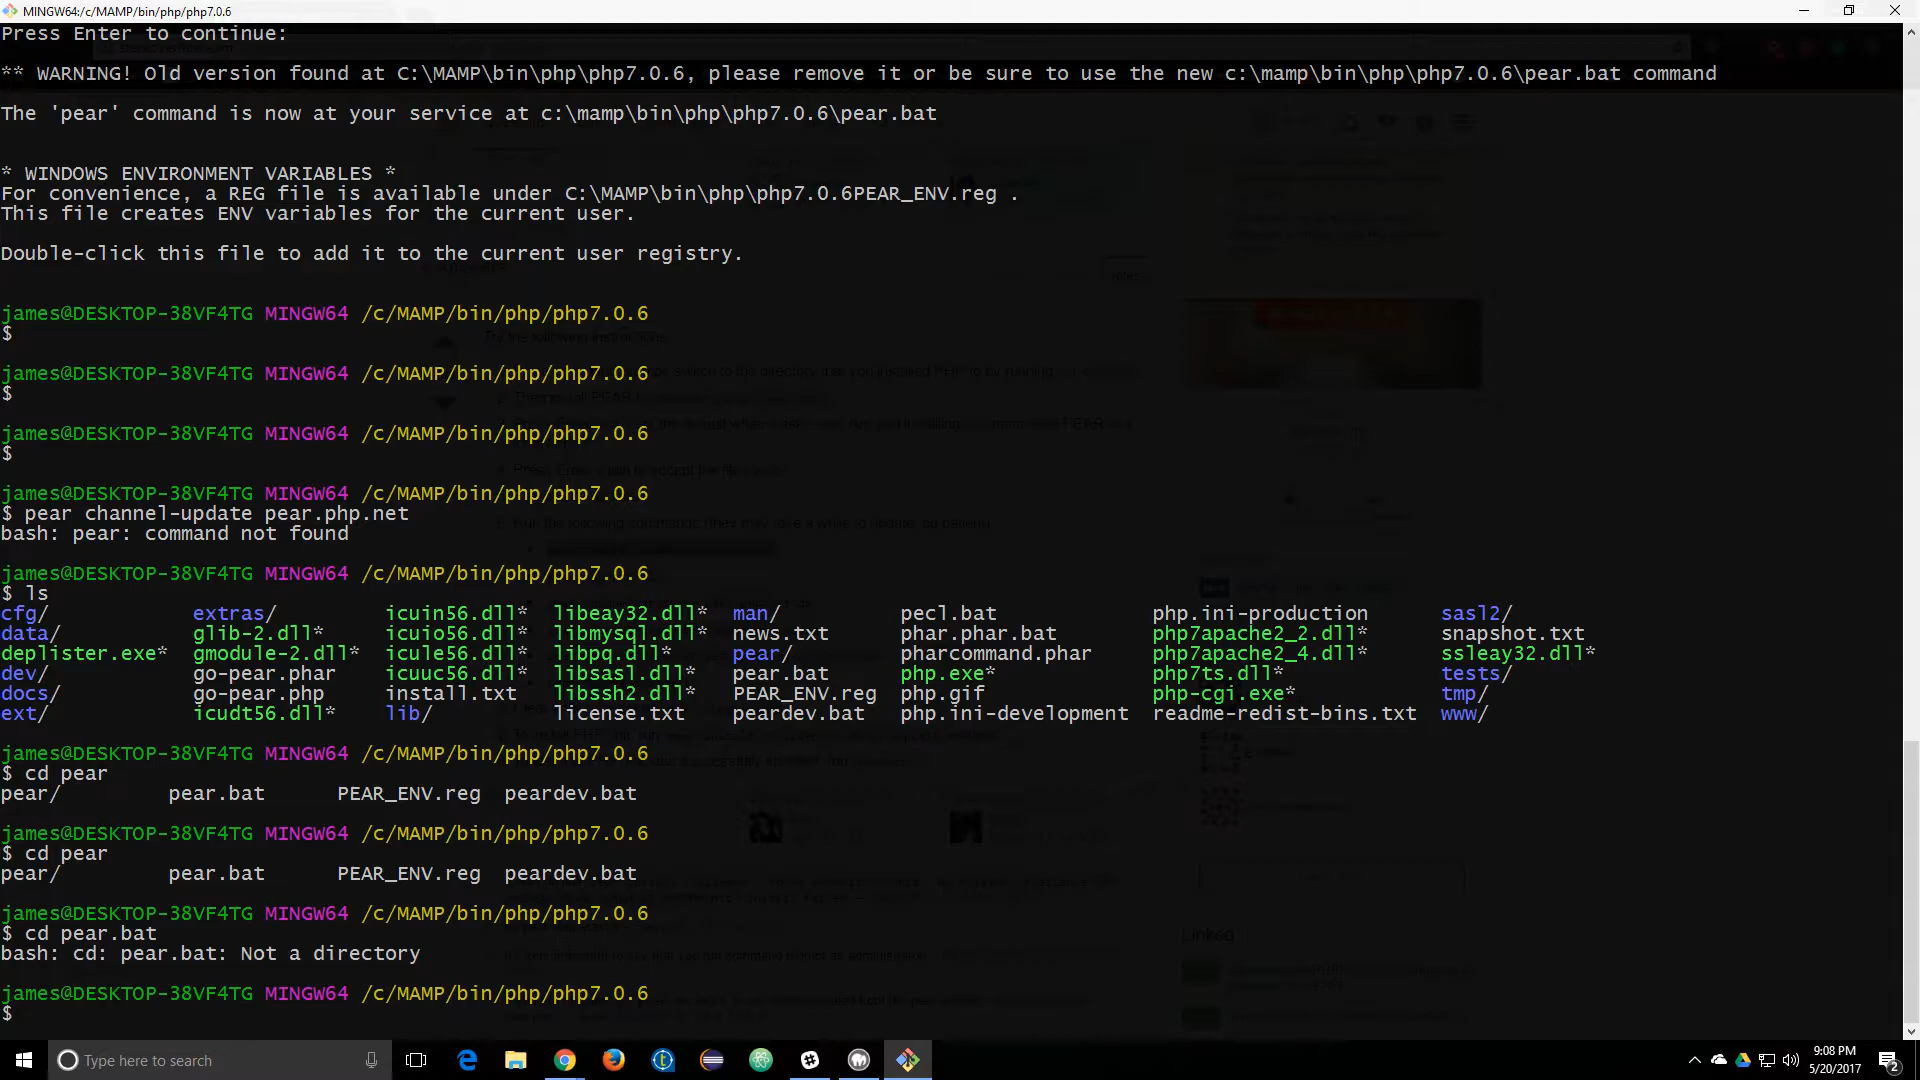 MINGW64:/c/MAMP/bin/php/php7.0.6
Press Enter to continue:
** WARNING! Old version found at C:\MAMP\bin\php\php7.0.6, please remove it or be sure to use the new c:\mamp\bin\php\php7.0.6\pear.bat command
The 'pear' command is now at your service at c:\mamp\bin\php\php7.0.6\pear.bat
* WINDOWS ENVIRONMENT VARIABLES *
For convenience, a REG file is available under C:\MAMP\bin\php\php7.0.6PEAR_ENV.reg .
This file creates ENV variables for the current user.
Double-click this file to add it to the current user registry.
james@DESKTOP-38VF4TG MINGW64 /c/MAMP/bin/php/php7.0.6
$
james@DESKTOP-38VF4TG MINGW64 /c/MAMP/bin/php/php7.0.6
$
james@DESKTOP-38VF4TG MINGW64 /c/MAMP/bin/php/php7.0.6
$
james@DESKTOP-38VF4TG MINGW64 /c/MAMP/bin/php/php7.0.6
$ pear channel-update pear.php.net
bash: pear: command not found
james@DESKTOP-38VF4TG MINGW64 /c/MAMP/bin/php/php7.0.6
$ ls
cfg/ extras/ icuin56.dll* libeay32.dll* man/ pecl.bat php.ini-production sasl2/
data/ glib-2.dll* icuio56.dll* libmysql.dll* news.txt phar.phar.bat php7apache2_2.dll* snapshot.txt
deplister.exe* gmodule-2.dll* icule56.dll* libpq.dll* pear/ pharcommand.phar php7apache2_4.dll* ssleay32.dll*
dev/ go-pear.phar icuuc56.dll* libsasl.dll* pear.bat php.exe* php7ts.dll* tests/
docs/ go-pear.php install.txt libssh2.dll* PEAR_ENV.reg php.gif php-cgi.exe* tmp/
ext/ icudt56.dll* lib/ license.txt peardev.bat php.ini-development readme-redist-bins.txt www/
james@DESKTOP-38VF4TG MINGW64 /c/MAMP/bin/php/php7.0.6
$ cd pear
pear/ pear.bat PEAR_ENV.reg peardev.bat
james@DESKTOP-38VF4TG MINGW64 /c/MAMP/bin/php/php7.0.6
$ cd pear
pear/ pear.bat PEAR_ENV.reg peardev.bat
james@DESKTOP-38VF4TG MINGW64 /c/MAMP/bin/php/php7.0.6
$ cd pear.bat
bash: cd: pear.bat: Not a directory
james@DESKTOP-38VF4TG MINGW64 /c/MAMP/bin/php/php7.0.6
$
Linked
Type here to search
9:08 PM
5/20/2017
2